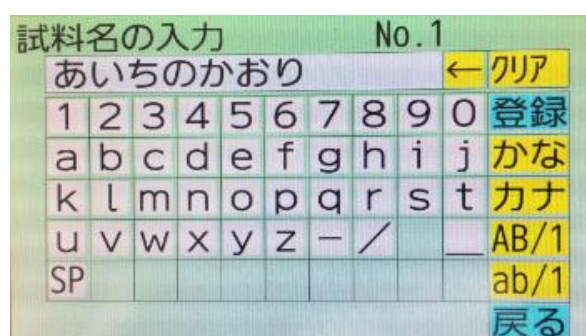 試料名の入力 No.1
あいちのかおり ← クリア
1 2 3 4 5 6 7 8 9 0 登録
a b c d e f g h i j かな
k l m n o p q r s t カナ
u v w x y z - / _ AB/1
SP ab/1
戻る